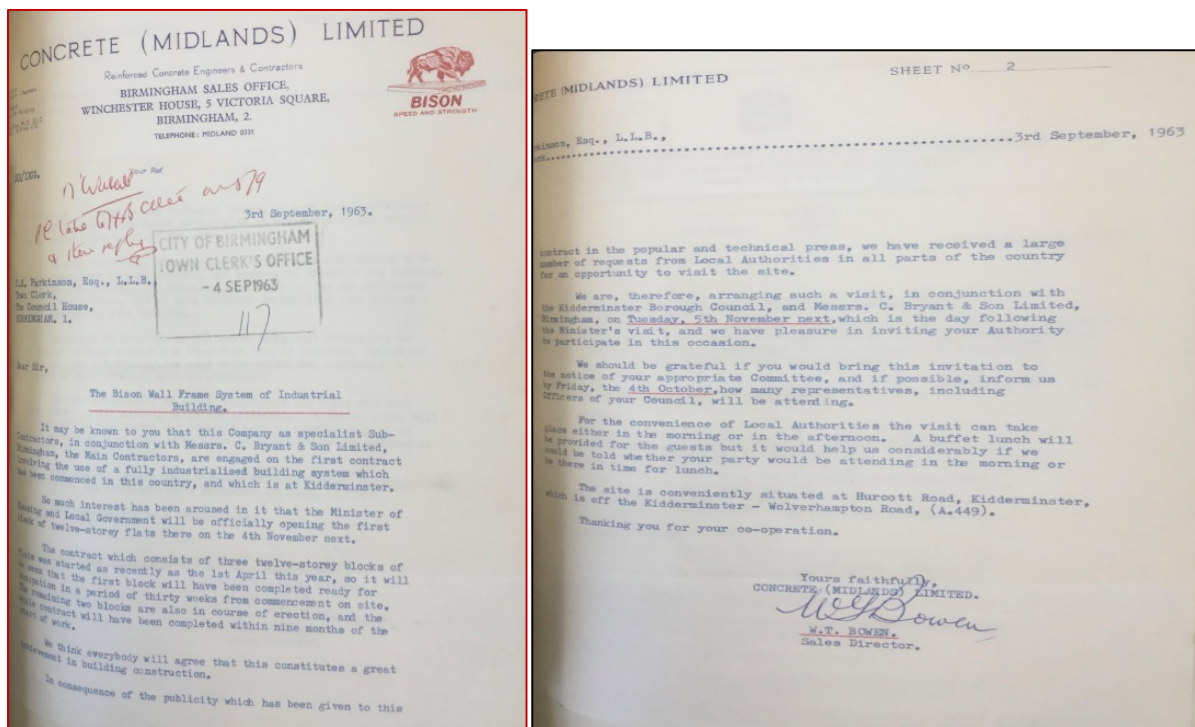 CONCRETE (MIDLANDS) LIMITED
Reinforced Concrete Engineers & Contractors
BIRMINGHAM SALES OFFICE,
WINCHESTER HOUSE, 5 VICTORIA SQUARE,
BIRMINGHAM, 2.
TELEPHONE: MIDLAND 0331
BISON
SPEED AND STRENGTH
Your Ref
& then reply
3rd September, 1963.
CITY OF BIRMINGHAM
TOWN CLERK'S OFFICE
- 4 SEP 1963
117
Parkinson, Esq., L.L.B.,
Town Clerk,
The Council House,
BIRMINGHAM. 1.
Dear Sir,
The Bison Wall Frame System of Industrial
Building.
It may be known to you that this Company as specialist Sub-
Contractors, in conjunction with Messrs. C. Bryant & Son Limited,
Birmingham, the Main Contractors, are engaged on the first contract
involving the use of a fully industrialised building system which
has been commenced in this country, and which is at Kidderminster.
So much interest has been aroused in it that the Minister of
Housing and Local Government will be officially opening the first
block of twelve-storey flats there on the 4th November next.
The contract which consists of three twelve-storey blocks of
flats was started as recently as the 1st April this year, so it will
be seen that the first block will have been completed ready for
occupation in a period of thirty weeks from commencement on site.
The remaining two blocks are also in course of erection, and the
whole contract will have been completed within nine months of the
start of work.
We think everybody will agree that this constitutes a great
achievement in building construction.
In consequence of the publicity which has been given to this
(MIDLANDS) LIMITED
SHEET No 2
Esq., L.L.B.,
3rd September, 1963
contract in the popular and technical press, we have received a large
number of requests from Local Authorities in all parts of the country
for an opportunity to visit the site.
We are, therefore, arranging such a visit, in conjunction with
the Kidderminster Borough Council, and Messrs. C. Bryant & Son Limited,
Birmingham, on Tuesday, 5th November next, which is the day following
the Minister's visit, and we have pleasure in inviting your Authority
to participate in this occasion.
We should be grateful if you would bring this invitation to
the notice of your appropriate Committee, and if possible, inform us
by Friday, the 4th October, how many representatives, including
Officers of your Council, will be attending.
For the convenience of Local Authorities the visit can take
place either in the morning or in the afternoon. A buffet lunch will
be provided for the guests but it would help us considerably if we
could be told whether your party would be attending in the morning or
be there in time for lunch.
The site is conveniently situated at Hurcott Road, Kidderminster,
which is off the Kidderminster - Wolverhampton Road, (A.449).
Thanking you for your co-operation.
Yours faithfully,
CONCRETE (MIDLANDS) LIMITED.
W T Bowen
W.T. BOWEN.
Sales Director.